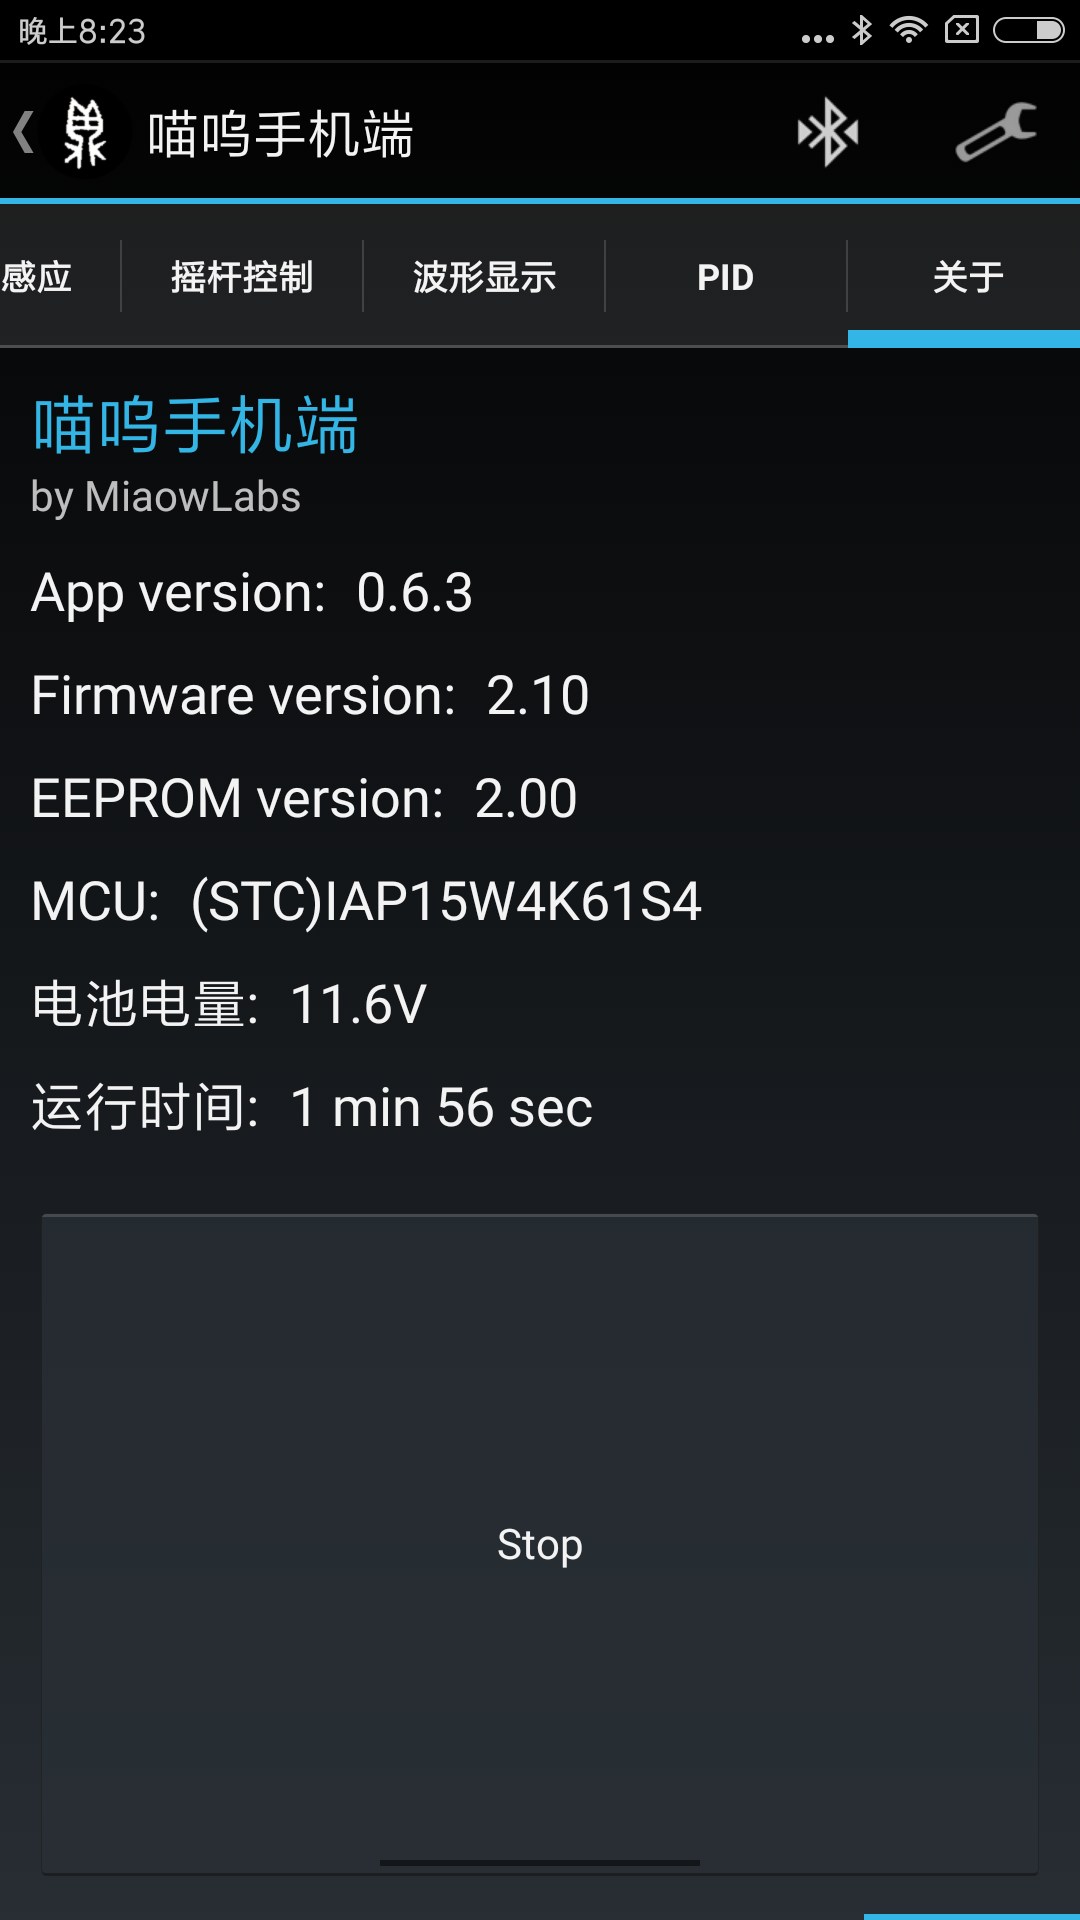 晚上8:23
喵呜手机端
感应 摇杆控制 波形显示 PID 关于
喵呜手机端
by MiaowLabs
App version: 0.6.3
Firmware version: 2.10
EEPROM version: 2.00
MCU: (STC)IAP15W4K61S4
电池电量: 11.6V
运行时间: 1 min 56 sec
Stop